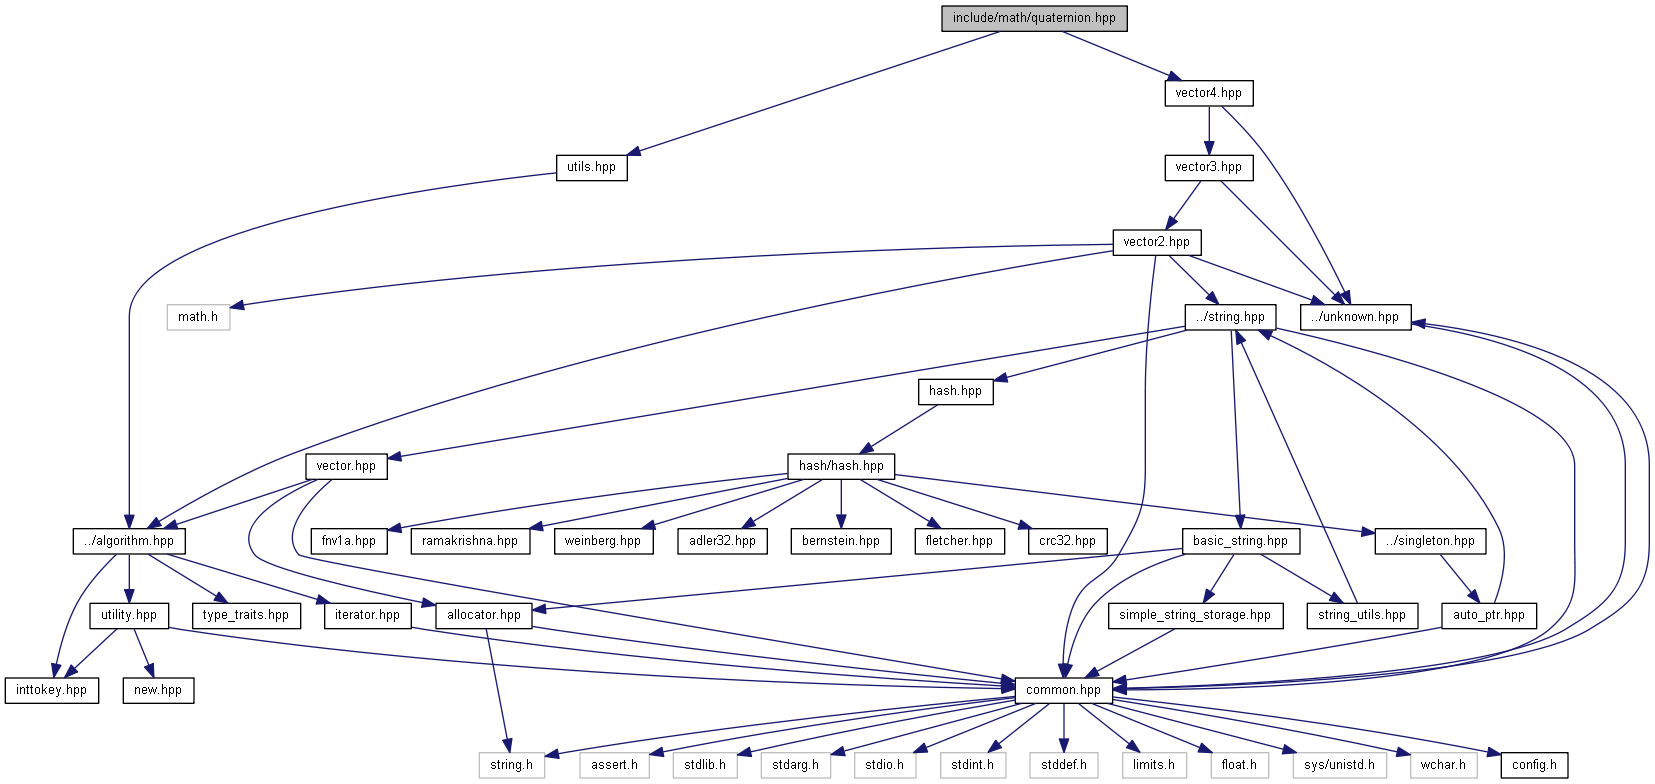 include/math/quaternion.hpp
vector4.hpp
utils.hpp
vector3.hpp
vector2.hpp
math.h
../string.hpp
../unknown.hpp
hash.hpp
vector.hpp
hash/hash.hpp
../algorithm.hpp
fnv1a.hpp
ramakrishna.hpp
weinberg.hpp
adler32.hpp
bernstein.hpp
fletcher.hpp
crc32.hpp
basic_string.hpp
../singleton.hpp
utility.hpp
type_traits.hpp
iterator.hpp
allocator.hpp
simple_string_storage.hpp
string_utils.hpp
auto_ptr.hpp
inttokey.hpp
new.hpp
common.hpp
string.h
assert.h
stdlib.h
stdarg.h
stdio.h
stdint.h
stddef.h
limits.h
float.h
sys/unistd.h
wchar.h
config.h